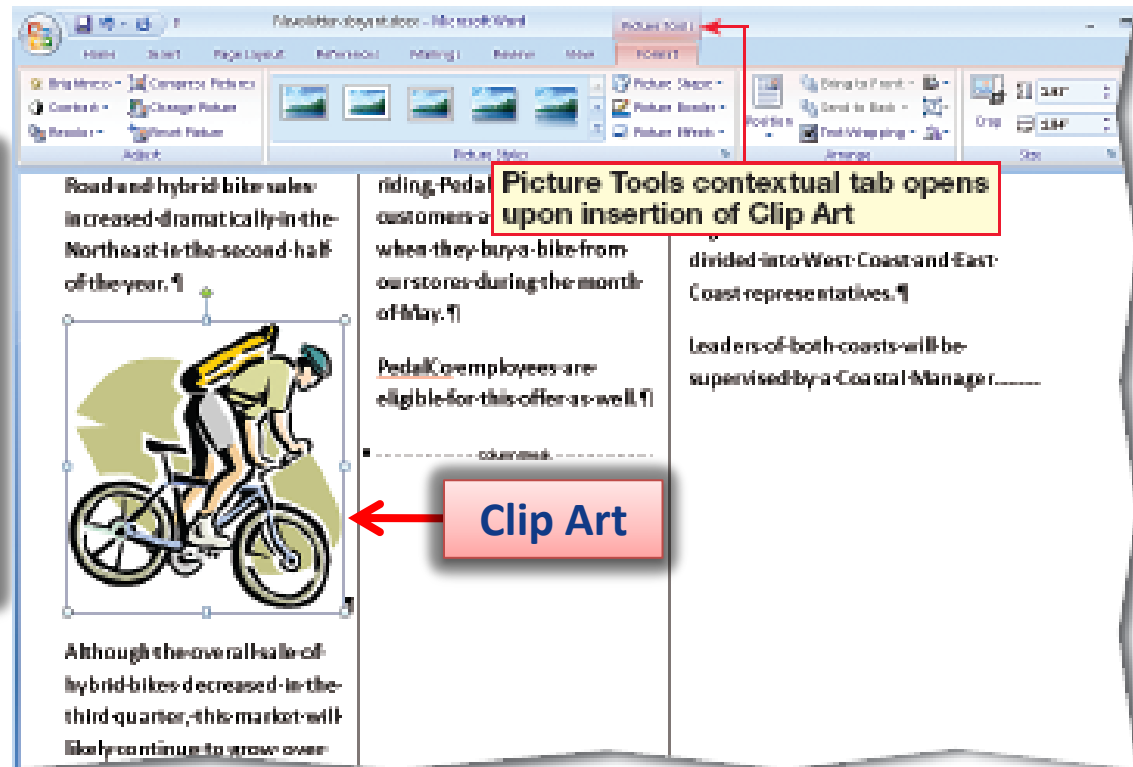 Newsletter - Microsoft Word
Picture Tools
Home Insert Page Layout References Mailings Review View Format
Brightness Compress Pictures Picture Shape Bring to Front
Contrast Change Picture Picture Border Send to Back
Recolor Reset Picture Picture Effects Position Text Wrapping Crop
Adjust Picture Styles Arrange Size
Picture Tools contextual tab opens
upon insertion of Clip Art
Road and hybrid bike sales
increased dramatically in the
Northeast in the second half
of the year. ¶
Although the overall sale of
hybrid bikes decreased in the
third quarter, this market will
likely continue to grow over
riding, Pedal
customers
when they buy a bike from
our stores during the month
of May. ¶
PedalCo employees are
eligible for this offer as well. ¶
column break
divided into West Coast and East
Coast representatives. ¶
Leaders of both coasts will be
supervised by a Coastal Manager
Clip Art